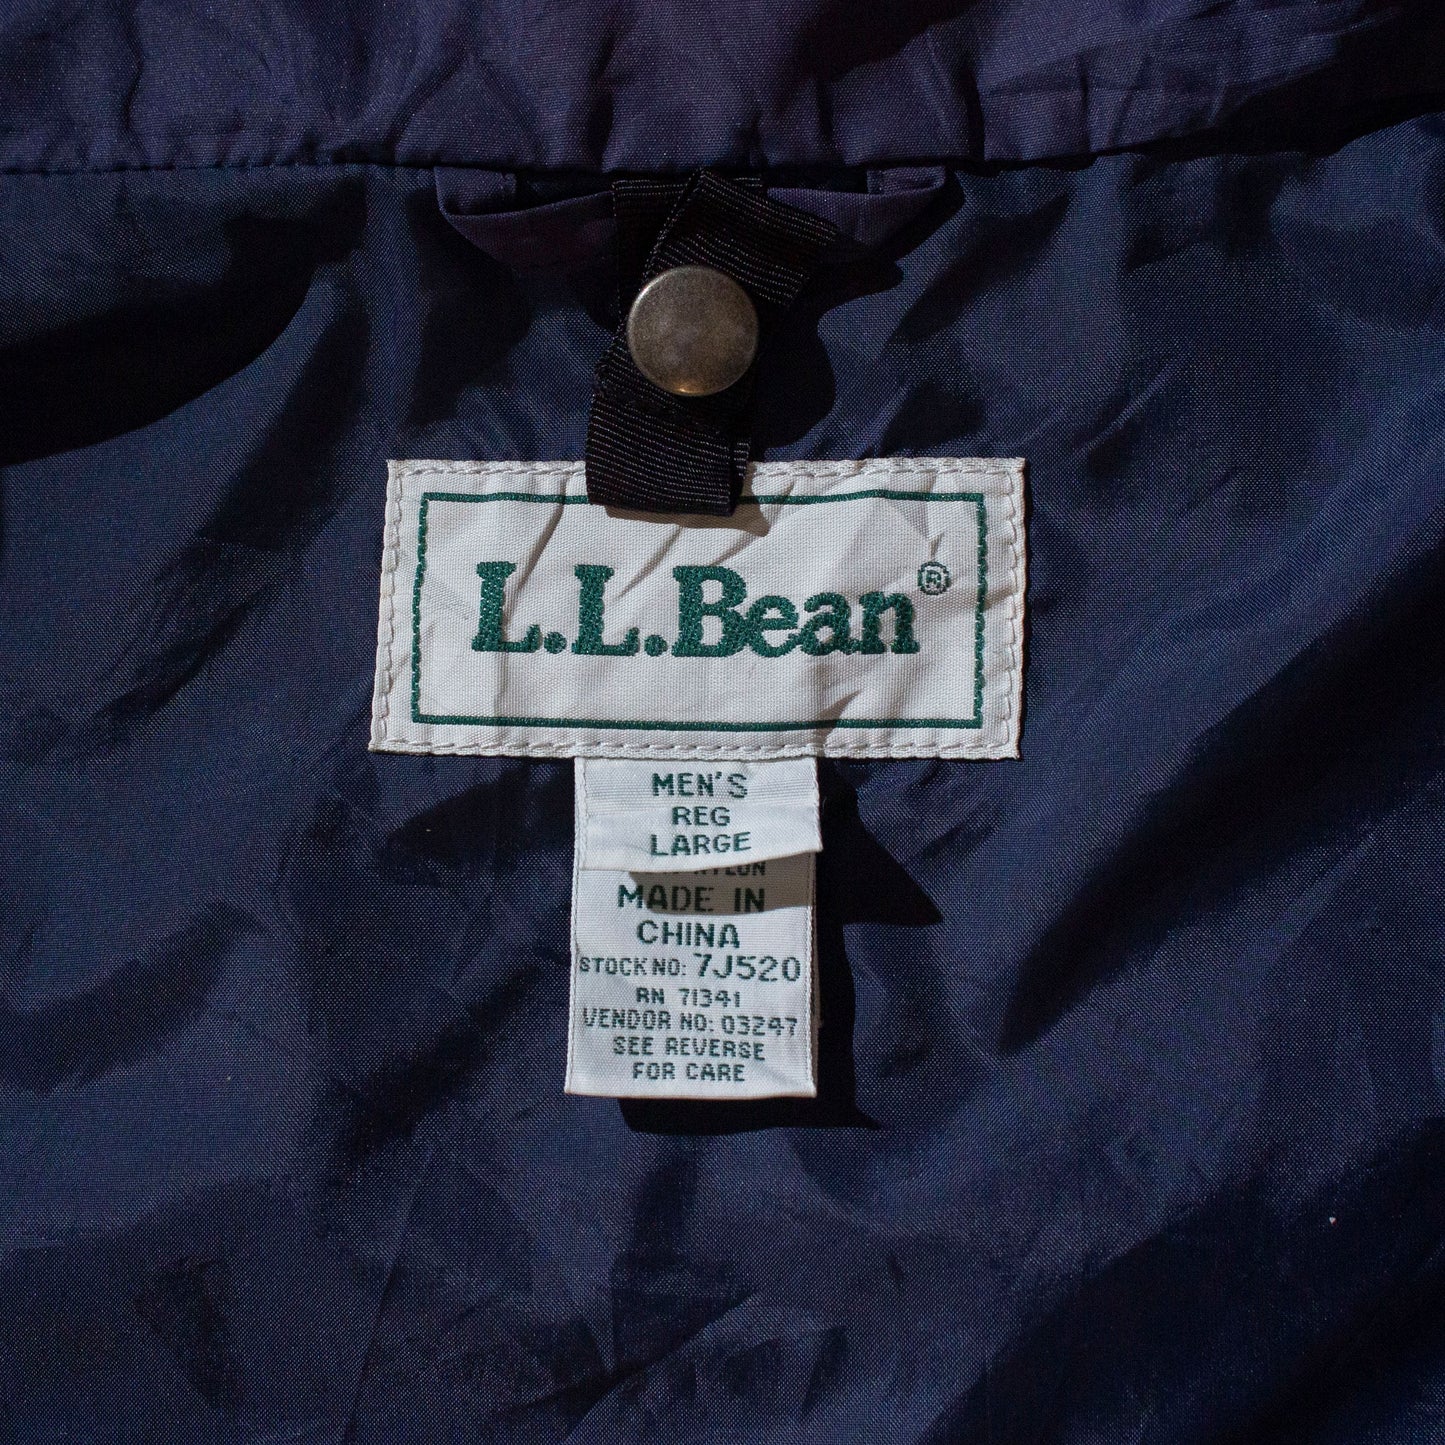 L.L.Bean®
MEN'S
REG
LARGE
NYLON
MADE IN
CHINA
STOCK NO: 7J520
RN 71341
VENDOR NO: 03247
SEE REVERSE
FOR CARE